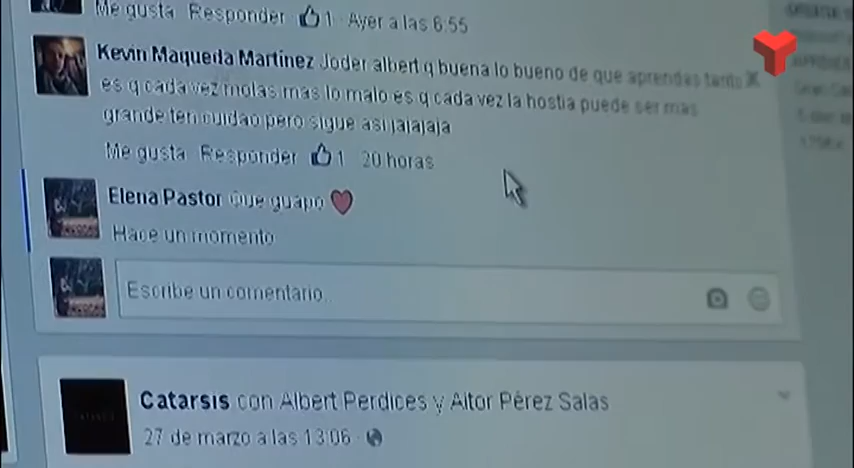 Me gusta Responder 1 Ayer a las 6:55
Kevin Maqueda Martinez Joder albert q buena lo bueno de que aprendas tanto
es q cada vez molas mas lo malo es q cada vez la hostia puede ser mas
grande ten cuidao pero sigue asi jajajaja
Me gusta Responder 1 20 horas
Elena Pastor Que guapo
Hace un momento
Escribe un comentario...
Catarsis con Albert Perdices y Aitor Pérez Salas
27 de marzo a las 13:06